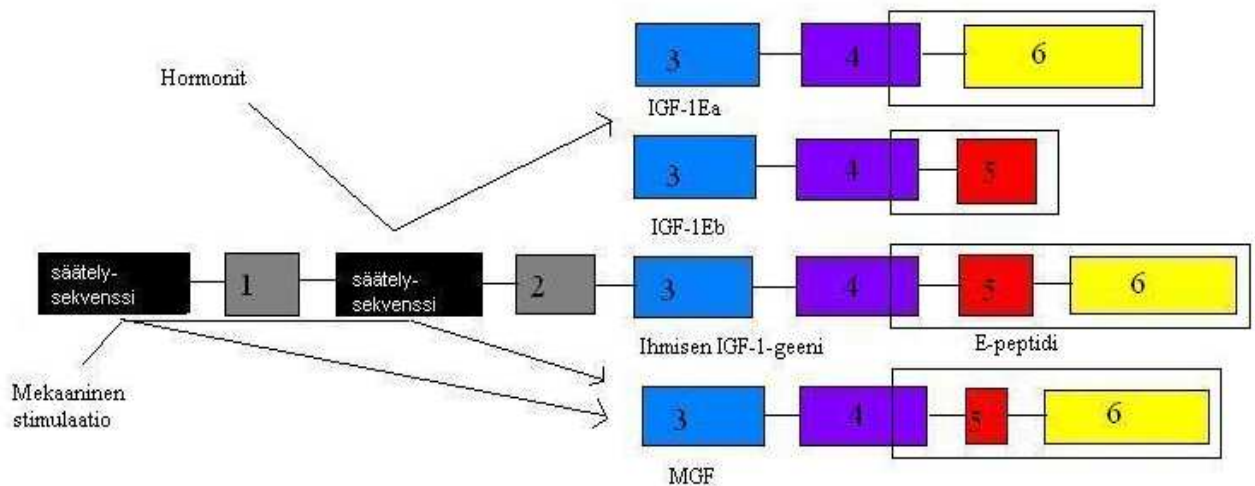 3 4 6
Hormonit
IGF-1Ea
3 4 5
IGF-1Eb
säätely-
sekvenssi
1
säätely-
sekvenssi
2 3 4 5 6
Ihmisen IGF-1-geeni E-peptidi
Mekaaninen
stimulaatio
3 4 5 6
MGF